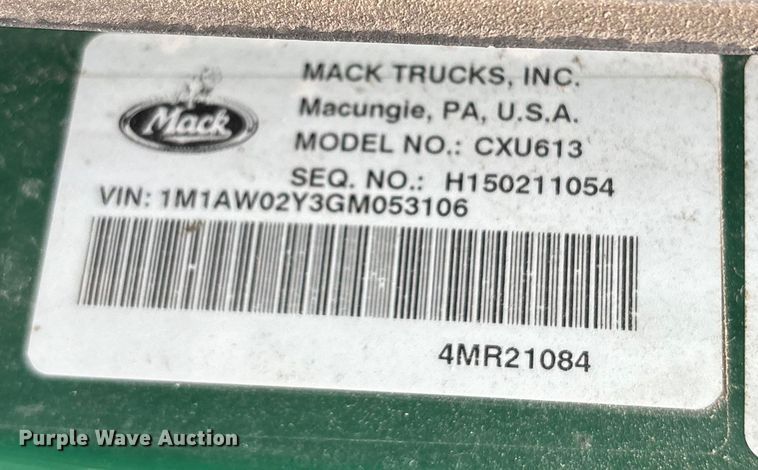 MACK TRUCKS, INC.
Mack
Macungie, PA, U.S.A.
MODEL NO.: CXU613
SEQ. NO.: H150211054
VIN: 1M1AW02Y3GM053106
4MR21084
Purple Wave Auction